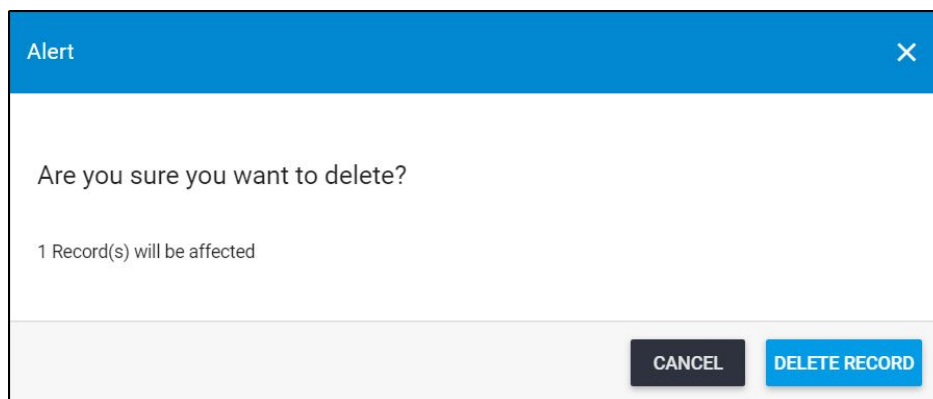 Alert
Are you sure you want to delete?
1 Record(s) will be affected
CANCEL DELETE RECORD